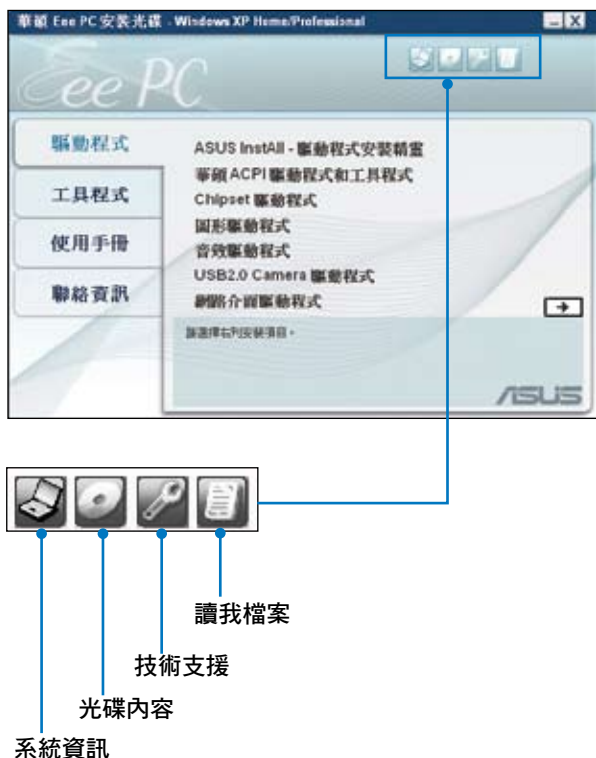 華碩 Eee PC 安裝光碟 - Windows XP Home/Professional
Eee PC
驅動程式
工具程式
使用手冊
聯絡資訊
ASUS InstAll - 驅動程式安裝精靈
華碩 ACPI 驅動程式和工具程式
Chipset 驅動程式
圖形驅動程式
音效驅動程式
USB2.0 Camera 驅動程式
網路介面驅動程式
請選擇右列安裝項目。
ASUS
讀我檔案
技術支援
光碟內容
系統資訊